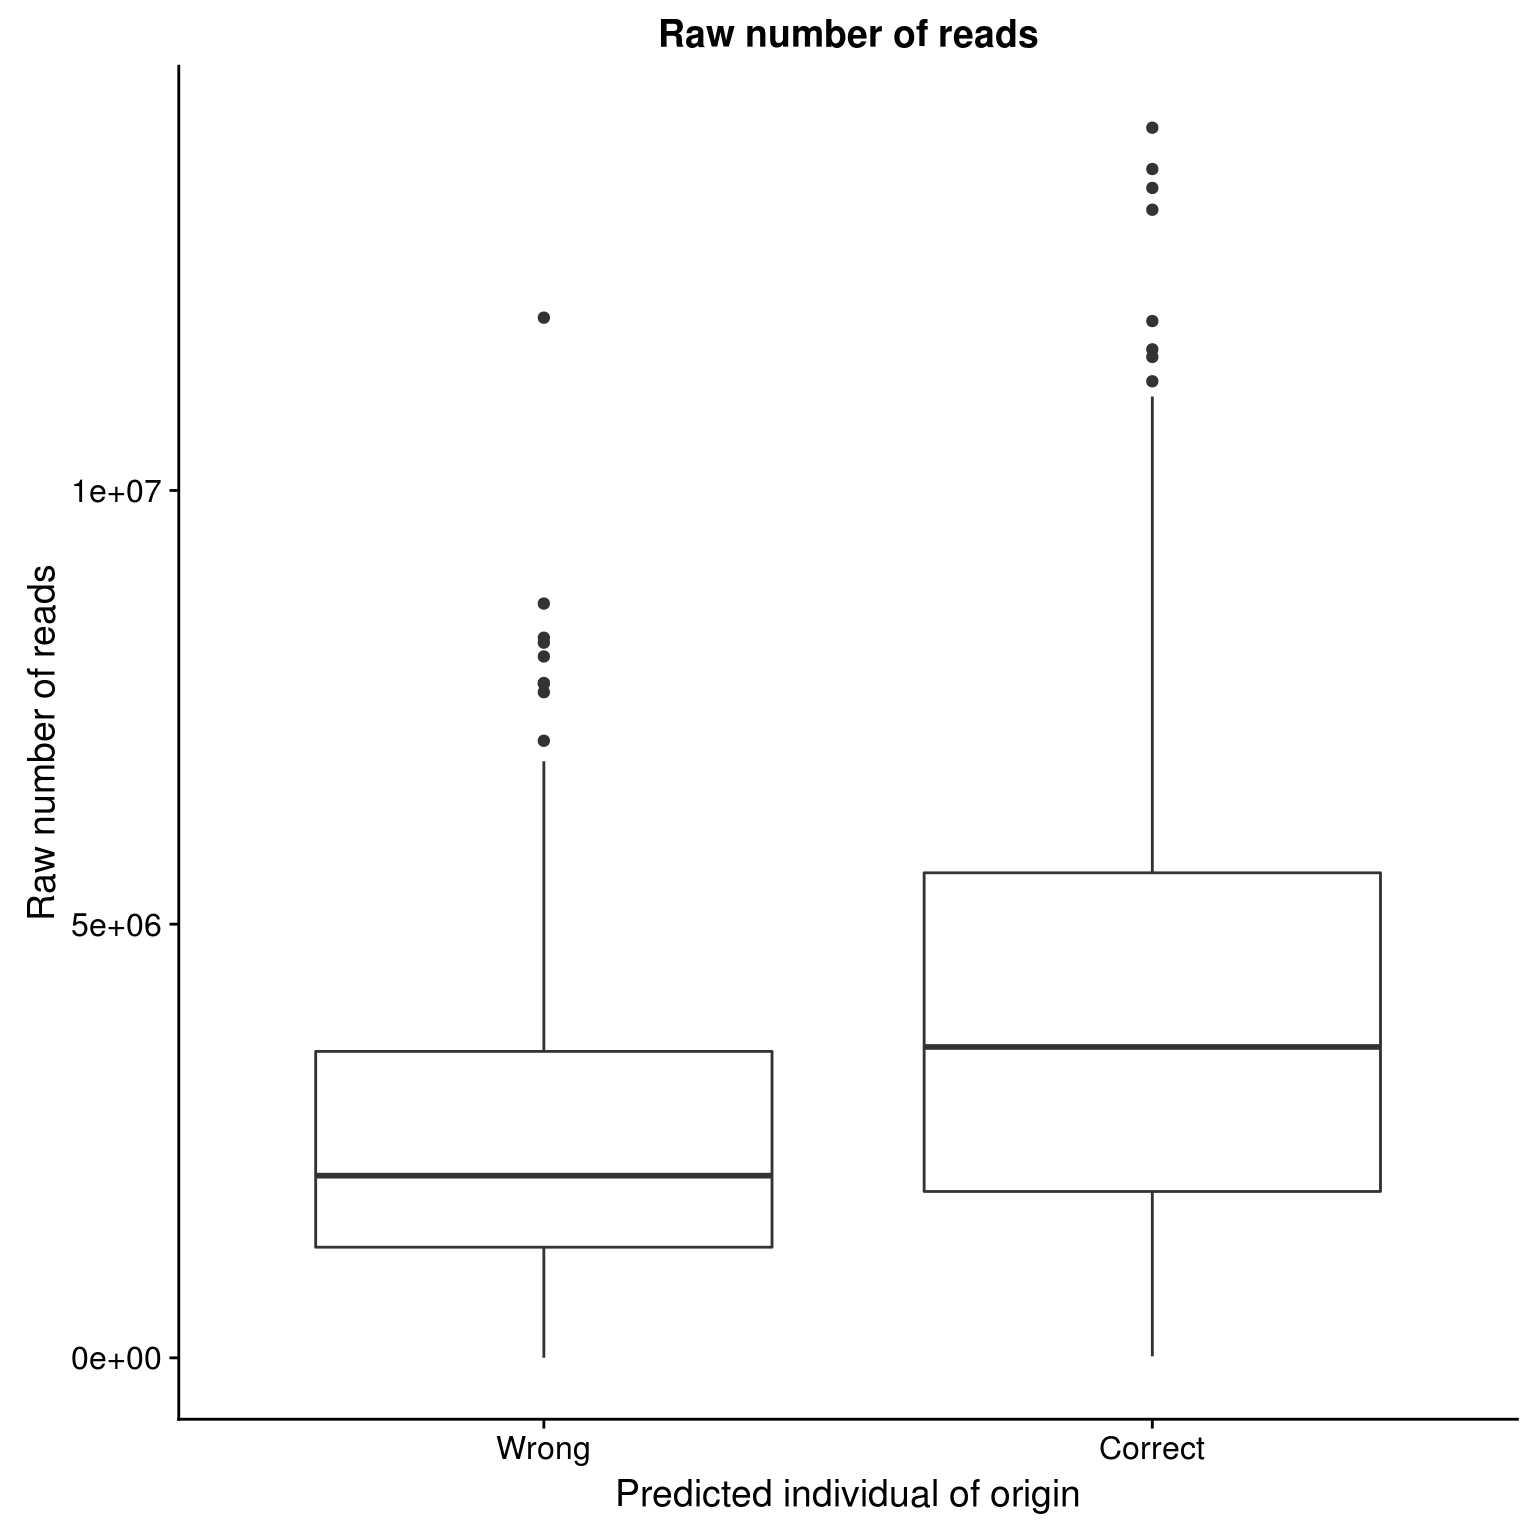 Raw number of reads
Raw number of reads
1e+07
5e+06
0e+00
Wrong
Correct
Predicted individual of origin